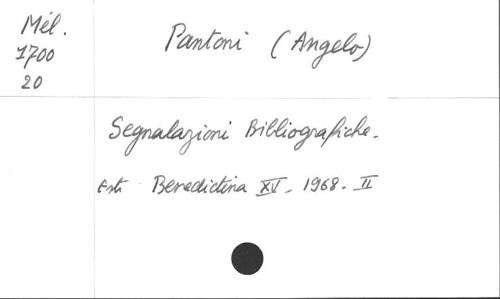 Mél.
1700
20
Pantoni (Angelo)
Segnalazioni Bibliografiche.
Estr. Benedictina XV. 1968. II